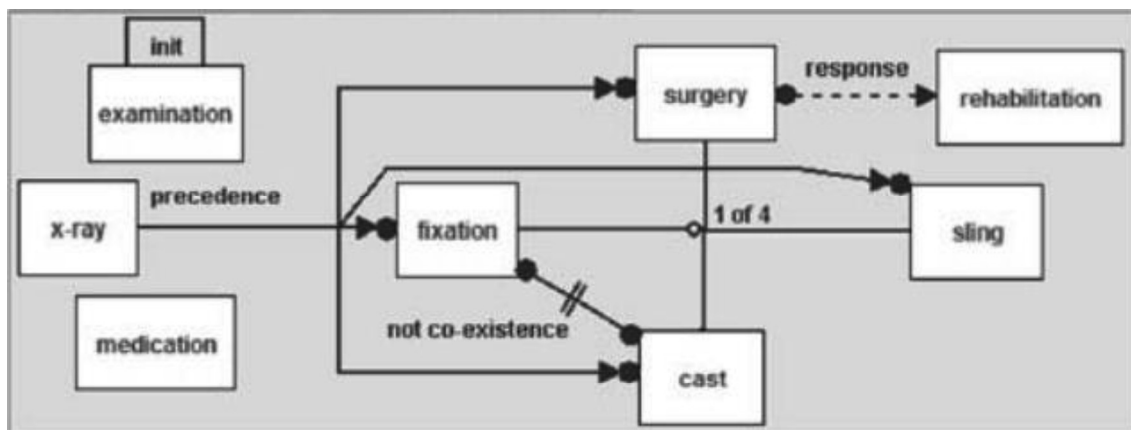 init
examination
surgery
response
rehabilitation
x-ray
precedence
fixation
1 of 4
sling
medication
not co-existence
cast